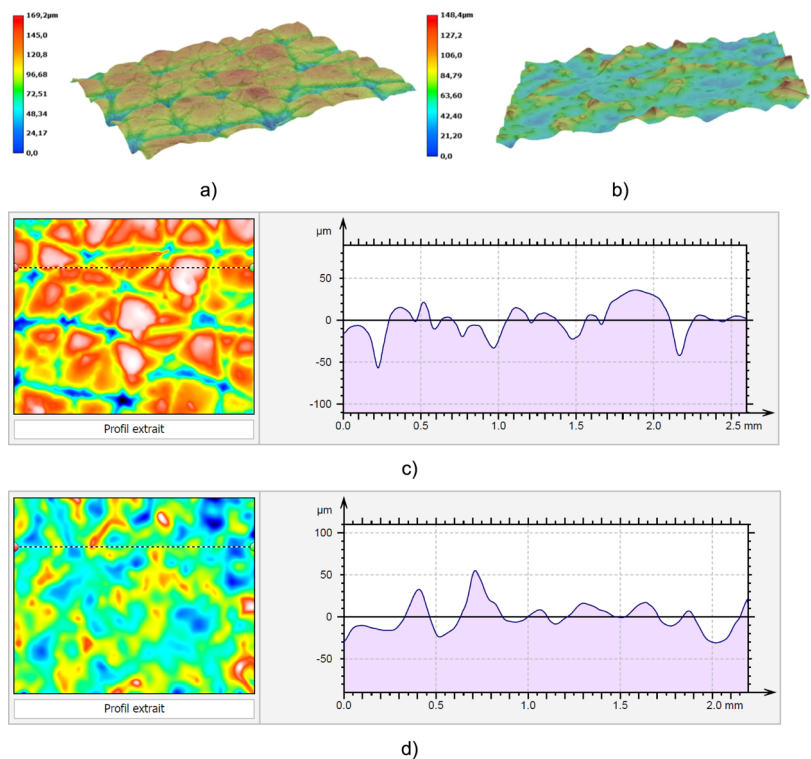 169,2µm
145,0
120,8
96,68
72,51
48,34
24,17
0,0
a)
148,4µm
127,2
106,0
84,79
63,60
42,40
21,20
0,0
b)
Profil extrait
µm
50
0
-50
-100
0.0 0.5 1.0 1.5 2.0 2.5 mm
c)
Profil extrait
µm
100
50
0
-50
0.0 0.5 1.0 1.5 2.0 mm
d)